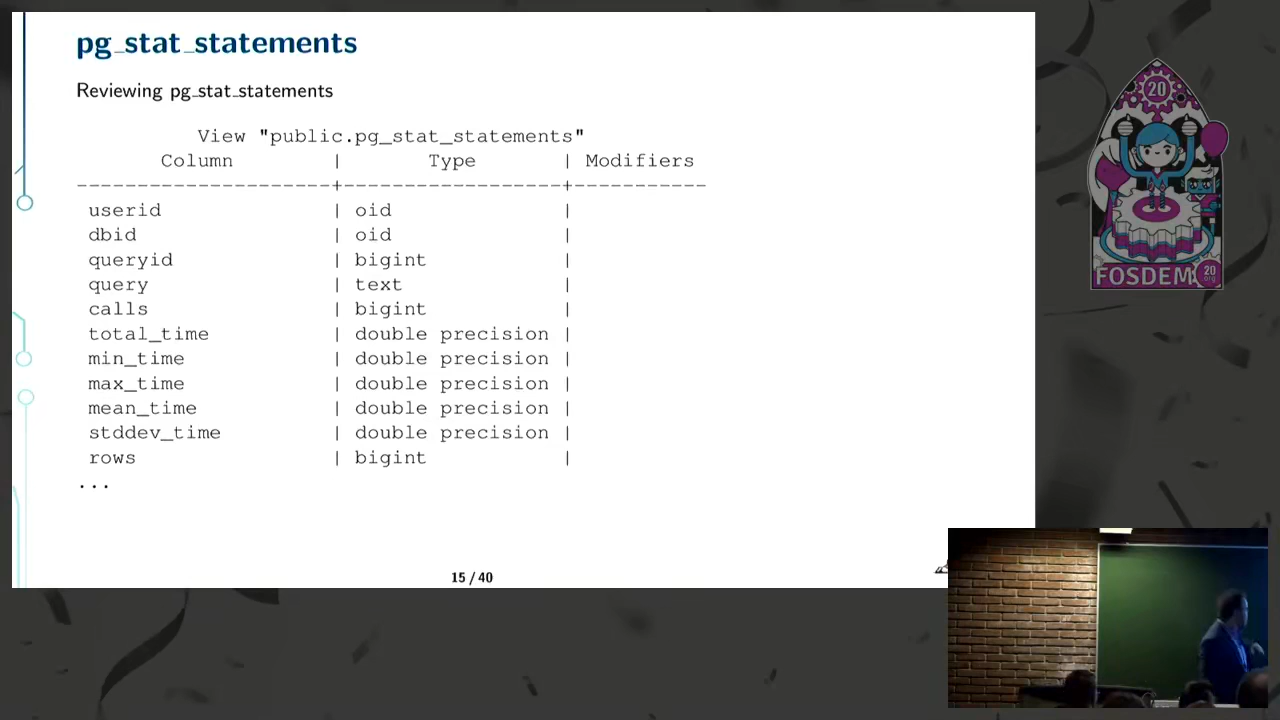 pg_stat_statements
Reviewing pg_stat_statements
View "public.pg_stat_statements"
Column | Type | Modifiers
---------------------+-------------------+-----------
userid | oid |
dbid | oid |
queryid | bigint |
query | text |
calls | bigint |
total_time | double precision |
min_time | double precision |
max_time | double precision |
mean_time | double precision |
stddev_time | double precision |
rows | bigint |
...
15 / 40
20
FOSDEM
20
.org